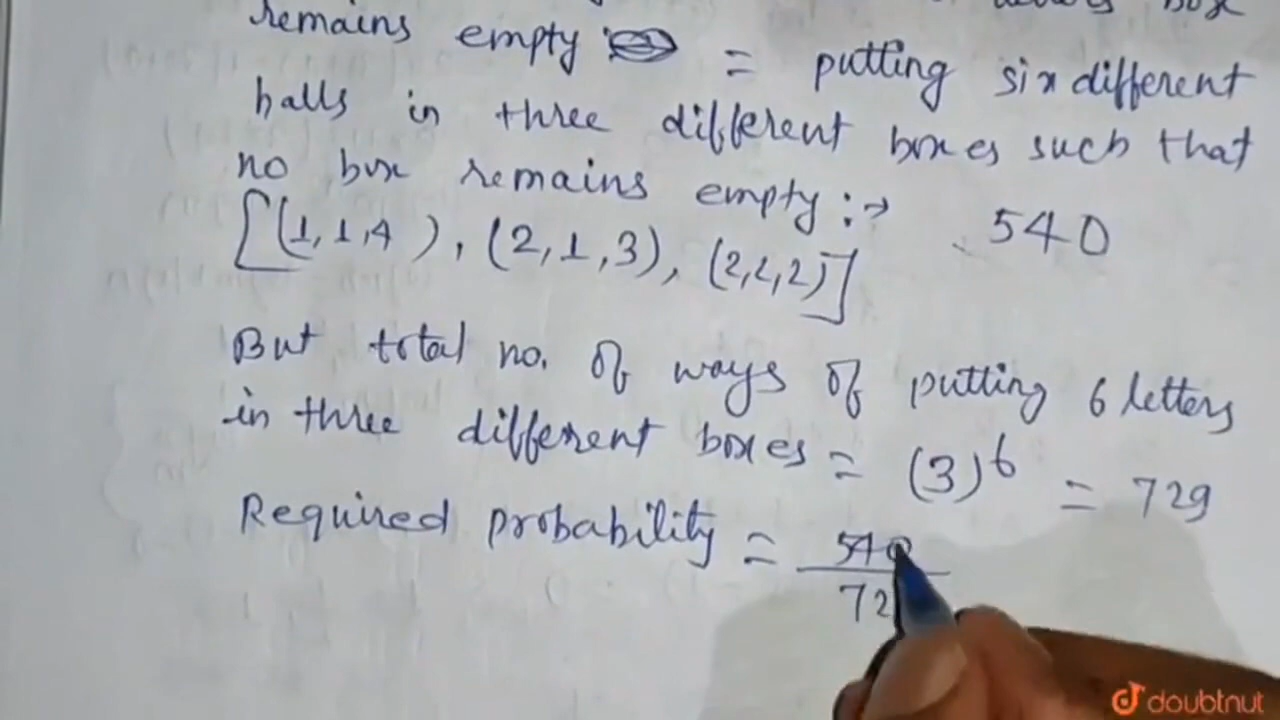 remains empty = putting six different
balls in three different boxes such that
no box remains empty :→ 540
[(1,1,4), (2,1,3), (2,2,2)]
But total no. of ways of putting 6 letters
in three different boxes = (3)^6 = 729
Required probability = 540
72
doubtnut